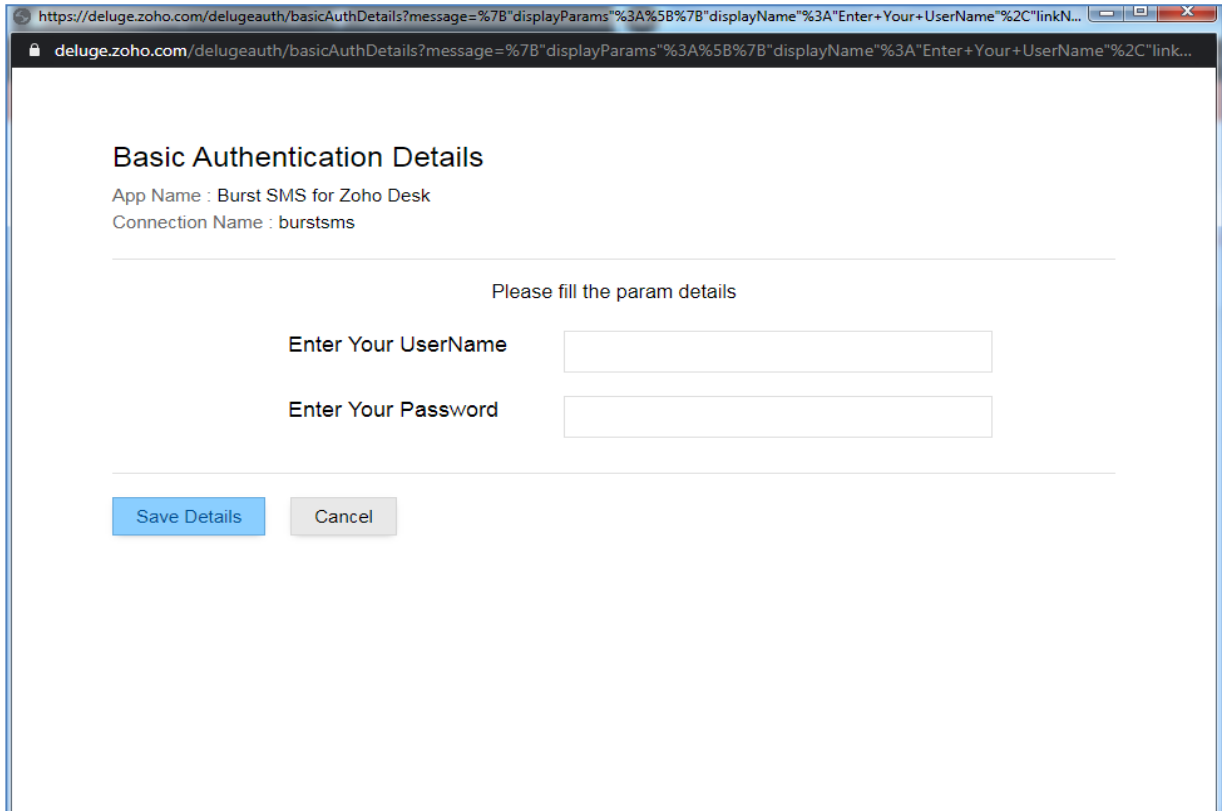 https://deluge.zoho.com/delugeauth/basicAuthDetails?message=%7B"displayParams"%3A%5B%7B"displayName"%3A"Enter+Your+UserName"%2C"linkN...
deluge.zoho.com/delugeauth/basicAuthDetails?message=%7B"displayParams"%3A%5B%7B"displayName"%3A"Enter+Your+UserName"%2C"link...
Basic Authentication Details
App Name : Burst SMS for Zoho Desk
Connection Name : burstsms
Please fill the param details
Enter Your UserName
Enter Your Password
Save Details Cancel